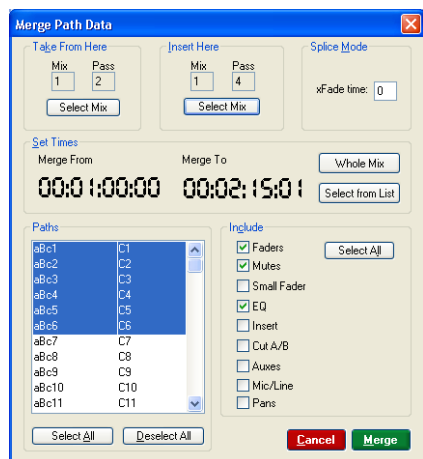 Merge Path Data
Take From Here
Mix Pass
1 2
Select Mix
Insert Here
Mix Pass
1 4
Select Mix
Splice Mode
xFade time: 0
Set Times
Merge From
00:01:00:00
Merge To
00:02:15:01
Whole Mix
Select from List
Paths
aBc1 C1
aBc2 C2
aBc3 C3
aBc4 C4
aBc5 C5
aBc6 C6
aBc7 C7
aBc8 C8
aBc9 C9
aBc10 C10
aBc11 C11
Select All
Deselect All
Include
Faders
Mutes
Small Fader
EQ
Insert
Cut A/B
Auxes
Mic/Line
Pans
Select All
Cancel
Merge